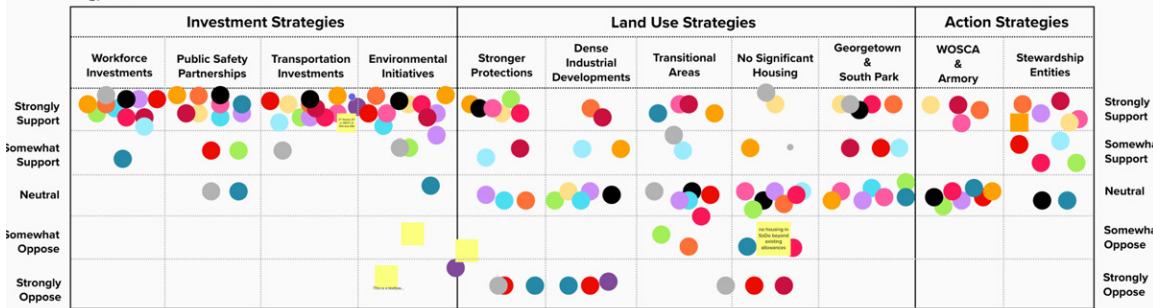 Investment Strategies
Land Use Strategies
Action Strategies
Workforce
Investments
Public Safety
Partnerships
Transportation
Investments
Environmental
Initiatives
Stronger
Protections
Dense
Industrial
Developments
Transitional
Areas
No Significant
Housing
Georgetown
&
South Park
WOSCA
&
Armory
Stewardship
Entities
Strongly
Support
Strongly
Support
Somewhat
Support
Somewha
Support
Neutral
Neutral
Somewhat
Oppose
no housing in
SoDo beyond
existing
allowances
Somewha
Oppose
Strongly
Oppose
Strongly
Oppose